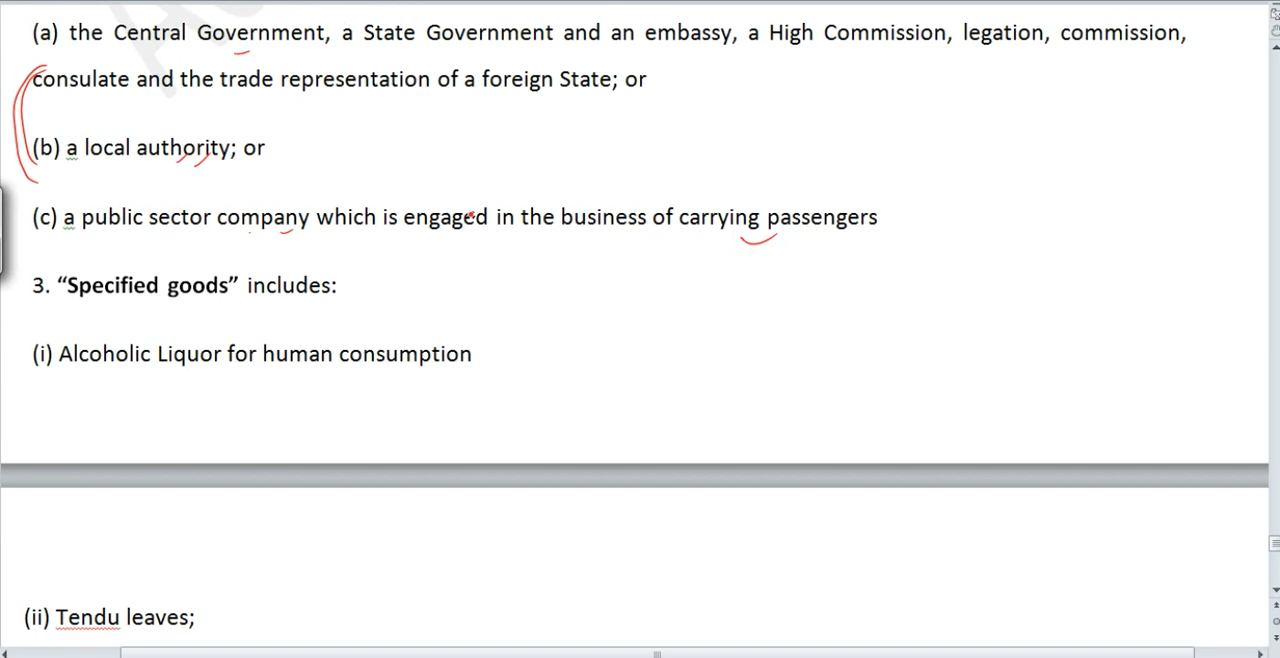 (a) the Central Government, a State Government and an embassy, a High Commission, legation, commission,
consulate and the trade representation of a foreign State; or
(b) a local authority; or
(c) a public sector company which is engaged in the business of carrying passengers
3. “Specified goods” includes:
(i) Alcoholic Liquor for human consumption
(ii) Tendu leaves;